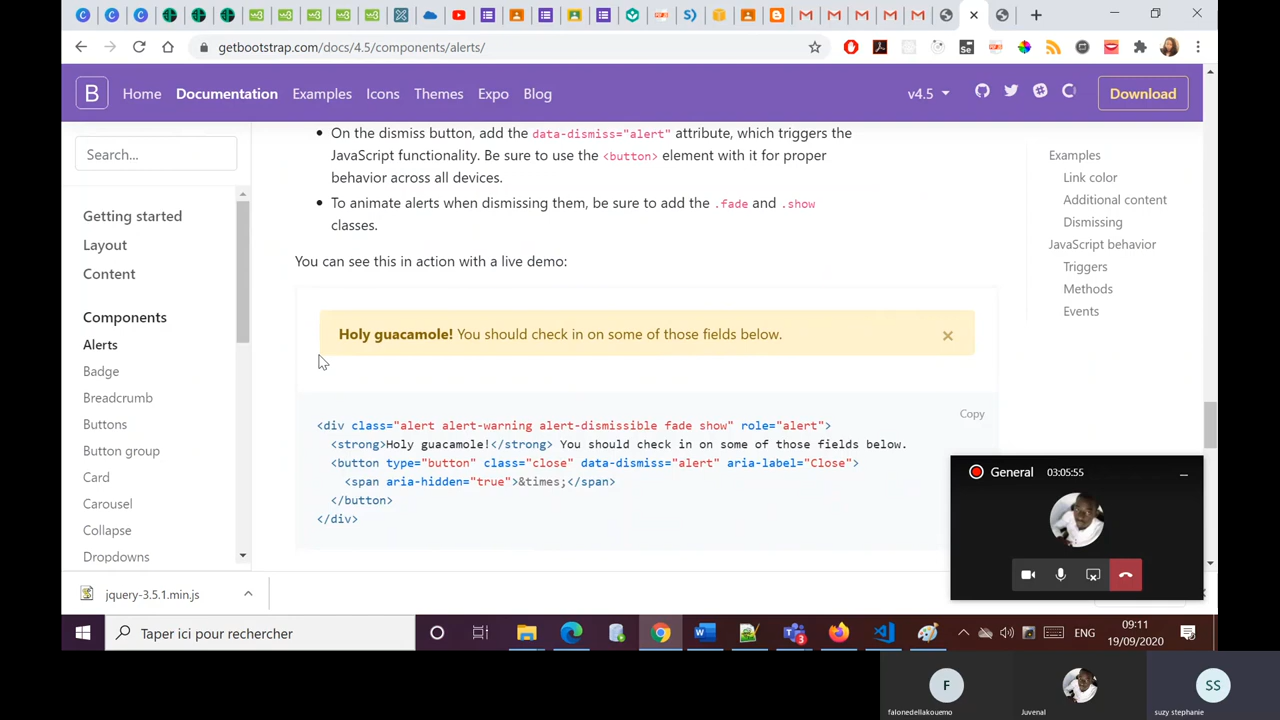 getbootstrap.com/docs/4.5/components/alerts/
B Home Documentation Examples Icons Themes Expo Blog v4.5 Download
Search...
Getting started
Layout
Content
Components
Alerts
Badge
Breadcrumb
Buttons
Button group
Card
Carousel
Collapse
Dropdowns
On the dismiss button, add the data-dismiss="alert" attribute, which triggers the
JavaScript functionality. Be sure to use the <button> element with it for proper
behavior across all devices.
To animate alerts when dismissing them, be sure to add the .fade and .show
classes.
You can see this in action with a live demo:
Holy guacamole! You should check in on some of those fields below. ×
Copy
<div class="alert alert-warning alert-dismissible fade show" role="alert">
<strong>Holy guacamole!</strong> You should check in on some of those fields below.
<button type="button" class="close" data-dismiss="alert" aria-label="Close">
<span aria-hidden="true">&times;</span>
</button>
</div>
Examples
Link color
Additional content
Dismissing
JavaScript behavior
Triggers
Methods
Events
General 03:05:55
jquery-3.5.1.min.js
Taper ici pour rechercher
3
ENG
09:11
19/09/2020
F
falonedellakouemo
Juvenal
SS
suzy stephanie